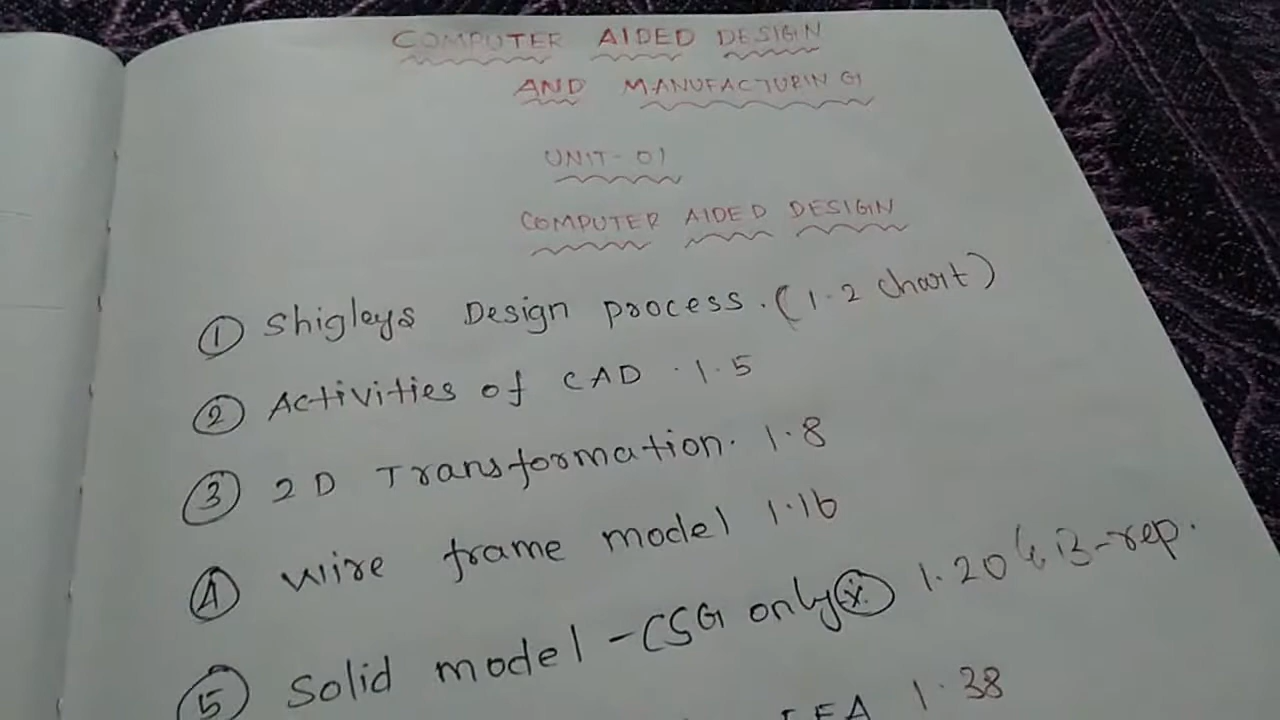 COMPUTER AIDED DESIGN
AND MANUFACTURING
UNIT-01
COMPUTER AIDED DESIGN
① Shigleys Design process. (1.2 chart)
② Activities of CAD . 1.5
③ 2D Transformation. 1.8
④ Wire frame model 1.16
⑤ Solid model - CSG only ⓧ 1.20 & B-rep.
FEA 1.38